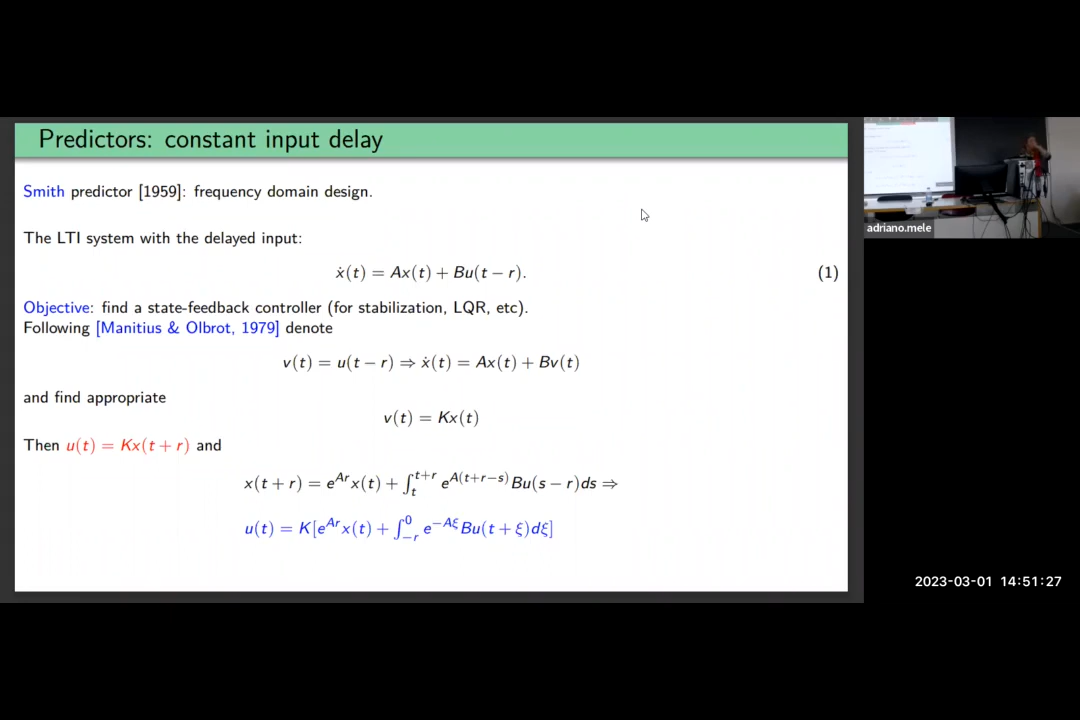 Predictors: constant input delay
Smith predictor [1959]: frequency domain design.
The LTI system with the delayed input:
ẋ(t) = Ax(t) + Bu(t − r). (1)
Objective: find a state-feedback controller (for stabilization, LQR, etc).
Following [Manitius & Olbrot, 1979] denote
v(t) = u(t − r) ⇒ ẋ(t) = Ax(t) + Bv(t)
and find appropriate
v(t) = Kx(t)
Then u(t) = Kx(t + r) and
x(t + r) = e^{Ar}x(t) + ∫_t^{t+r} e^{A(t+r−s)}Bu(s − r)ds ⇒
u(t) = K[e^{Ar}x(t) + ∫_{−r}^0 e^{−Aξ}Bu(t + ξ)dξ]
adriano.mele
2023-03-01 14:51:27